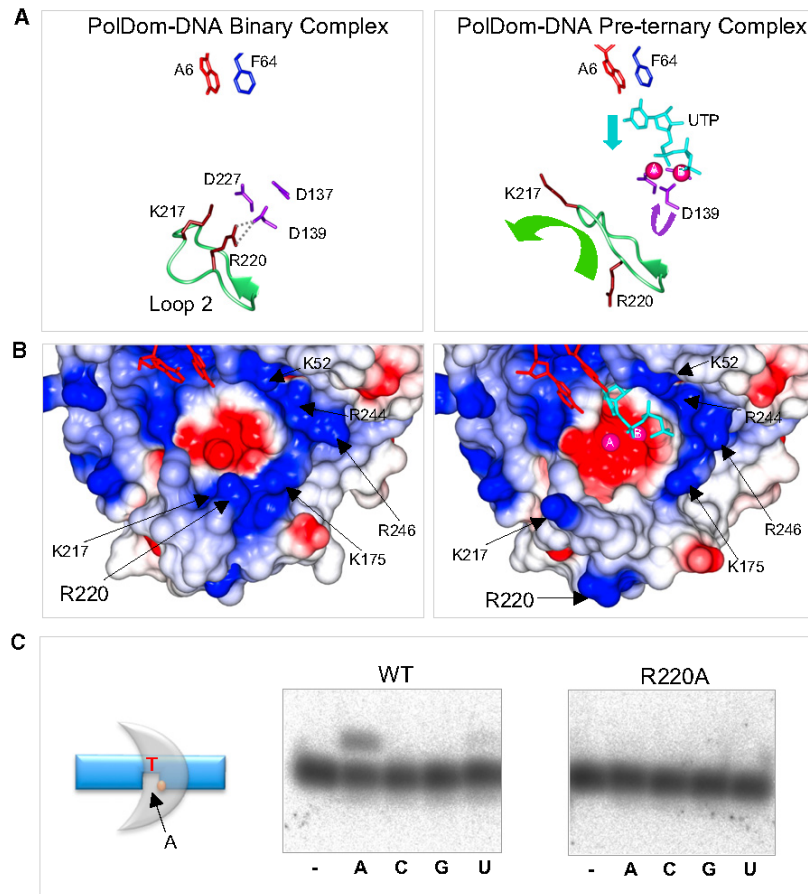 A
PolDom-DNA Binary Complex
PolDom-DNA Pre-ternary Complex
A6
F64
D227
D137
K217
D139
R220
Loop 2
A6
F64
UTP
A
B
K217
D139
R220
B
K52
R244
R246
K217
K175
R220
K52
R244
A
B
R246
K217
K175
R220
C
WT
R220A
T
A
- A C G U
- A C G U